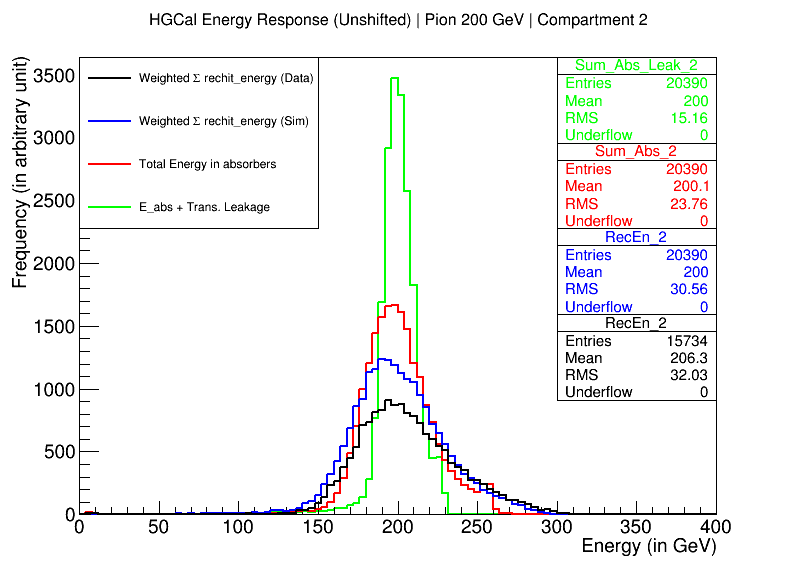 HGCal Energy Response (Unshifted) | Pion 200 GeV | Compartment 2
Frequency (in arbitrary unit)
3500
3000
2500
2000
1500
1000
500
0
Weighted Σ rechit_energy (Data)
Weighted Σ rechit_energy (Sim)
Total Energy in absorbers
E_abs + Trans. Leakage
Sum_Abs_Leak_2
Entries 20390
Mean 200
RMS 15.16
Underflow 0
Sum_Abs_2
Entries 20390
Mean 200.1
RMS 23.76
Underflow 0
RecEn_2
Entries 20390
Mean 200
RMS 30.56
Underflow 0
RecEn_2
Entries 15734
Mean 206.3
RMS 32.03
Underflow 0
0 50 100 150 200 250 300 350 400
Energy (in GeV)